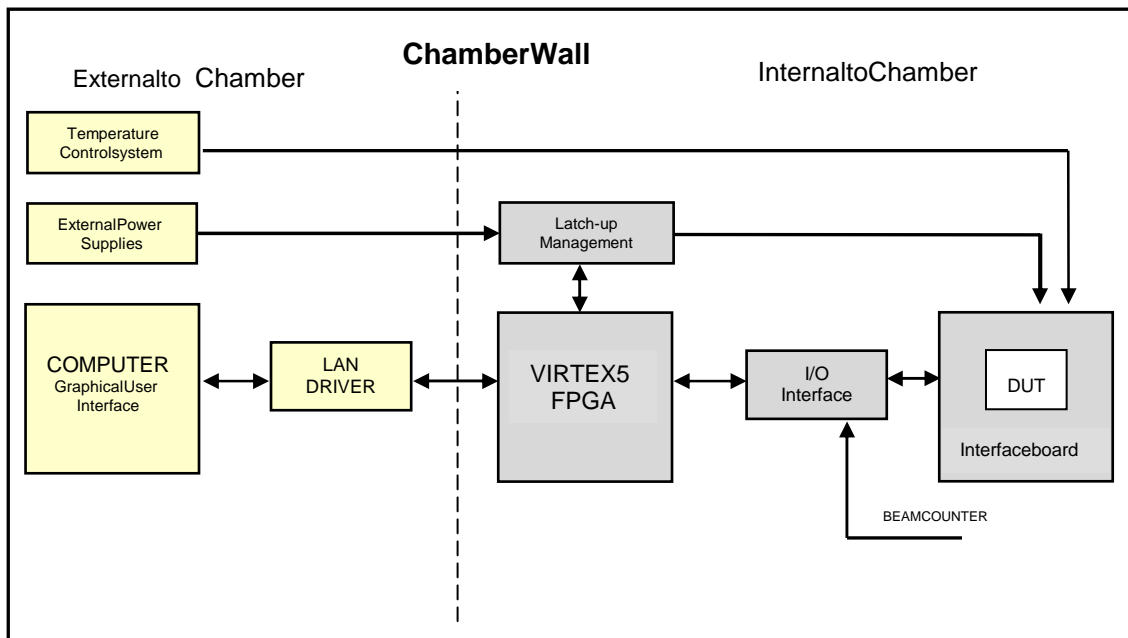 ChamberWall
Externalto Chamber
InternaltoChamber
Temperature
Controlsystem
ExternalPower
Supplies
Latch-up
Management
COMPUTER
GraphicalUser
Interface
LAN
DRIVER
VIRTEX5
FPGA
I/O
Interface
DUT
Interfaceboard
BEAMCOUNTER